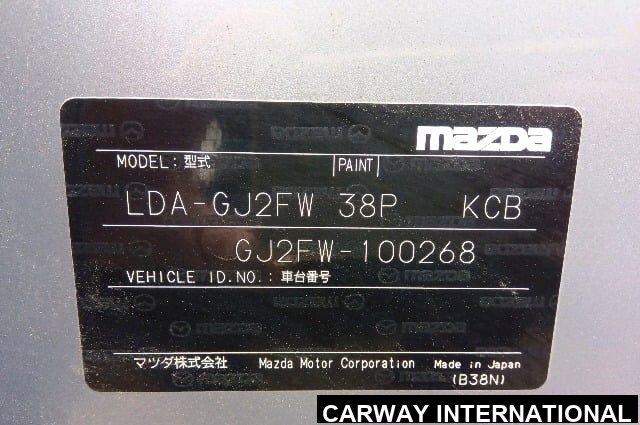 mazda
MODEL: 型式 PAINT
LDA-GJ2FW 38P KCB
GJ2FW-100268
VEHICLE ID.NO.: 車台番号
マツダ株式会社 Mazda Motor Corporation Made in Japan
(B38N)
CARWAY INTERNATIONAL